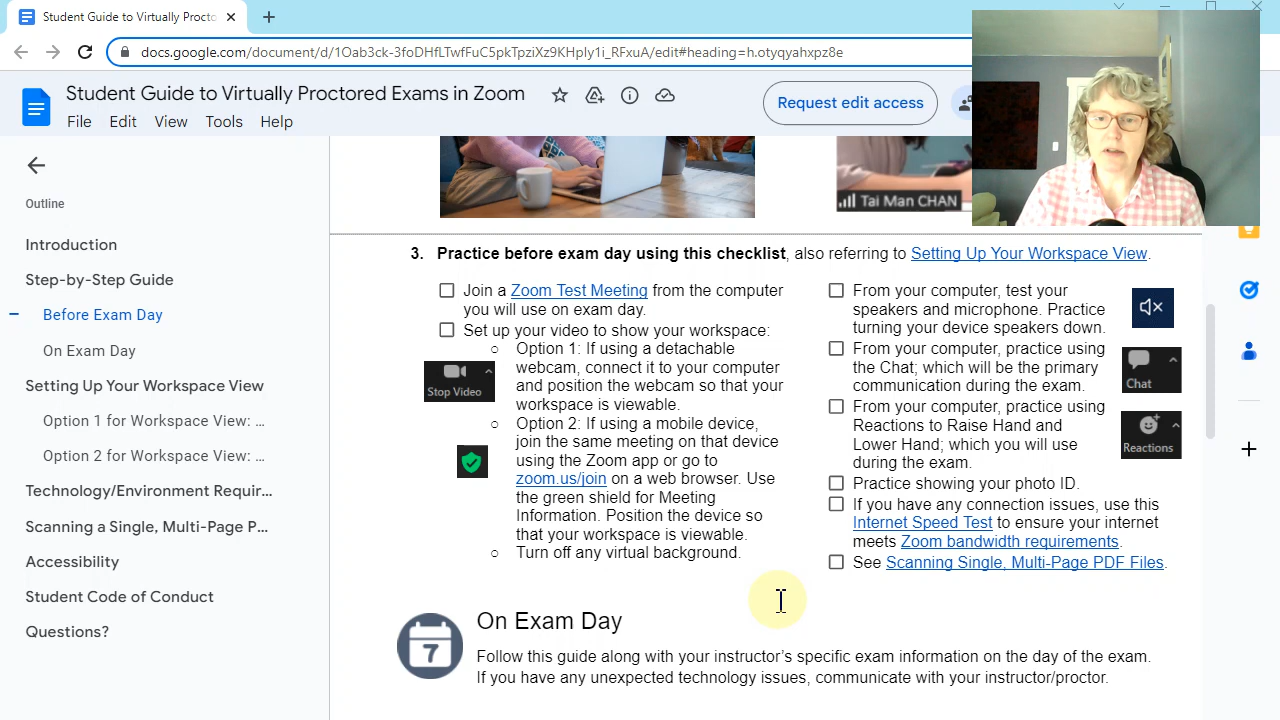 Student Guide to Virtually Procto
docs.google.com/document/d/1Oab3ck-3foDHfLTwfFuC5pkTpziXz9KHply1i_RFxuA/edit#heading=h.otyqyahxpz8e
Student Guide to Virtually Proctored Exams in Zoom
File Edit View Tools Help
Request edit access
Outline
Introduction
Step-by-Step Guide
Before Exam Day
On Exam Day
Setting Up Your Workspace View
Option 1 for Workspace View: ...
Option 2 for Workspace View: ...
Technology/Environment Requir...
Scanning a Single, Multi-Page P...
Accessibility
Student Code of Conduct
Questions?
Tai Man CHAN
3. Practice before exam day using this checklist, also referring to Setting Up Your Workspace View.
Join a Zoom Test Meeting from the computer
you will use on exam day.
Set up your video to show your workspace:
Option 1: If using a detachable
webcam, connect it to your computer
and position the webcam so that your
workspace is viewable.
Stop Video
Option 2: If using a mobile device,
join the same meeting on that device
using the Zoom app or go to
zoom.us/join on a web browser. Use
the green shield for Meeting
Information. Position the device so
that your workspace is viewable.
Turn off any virtual background.
From your computer, test your
speakers and microphone. Practice
turning your device speakers down.
From your computer, practice using
the Chat; which will be the primary
communication during the exam.
Chat
From your computer, practice using
Reactions to Raise Hand and
Lower Hand; which you will use
during the exam.
Reactions
Practice showing your photo ID.
If you have any connection issues, use this
Internet Speed Test to ensure your internet
meets Zoom bandwidth requirements.
See Scanning Single, Multi-Page PDF Files.
7
On Exam Day
Follow this guide along with your instructor's specific exam information on the day of the exam.
If you have any unexpected technology issues, communicate with your instructor/proctor.